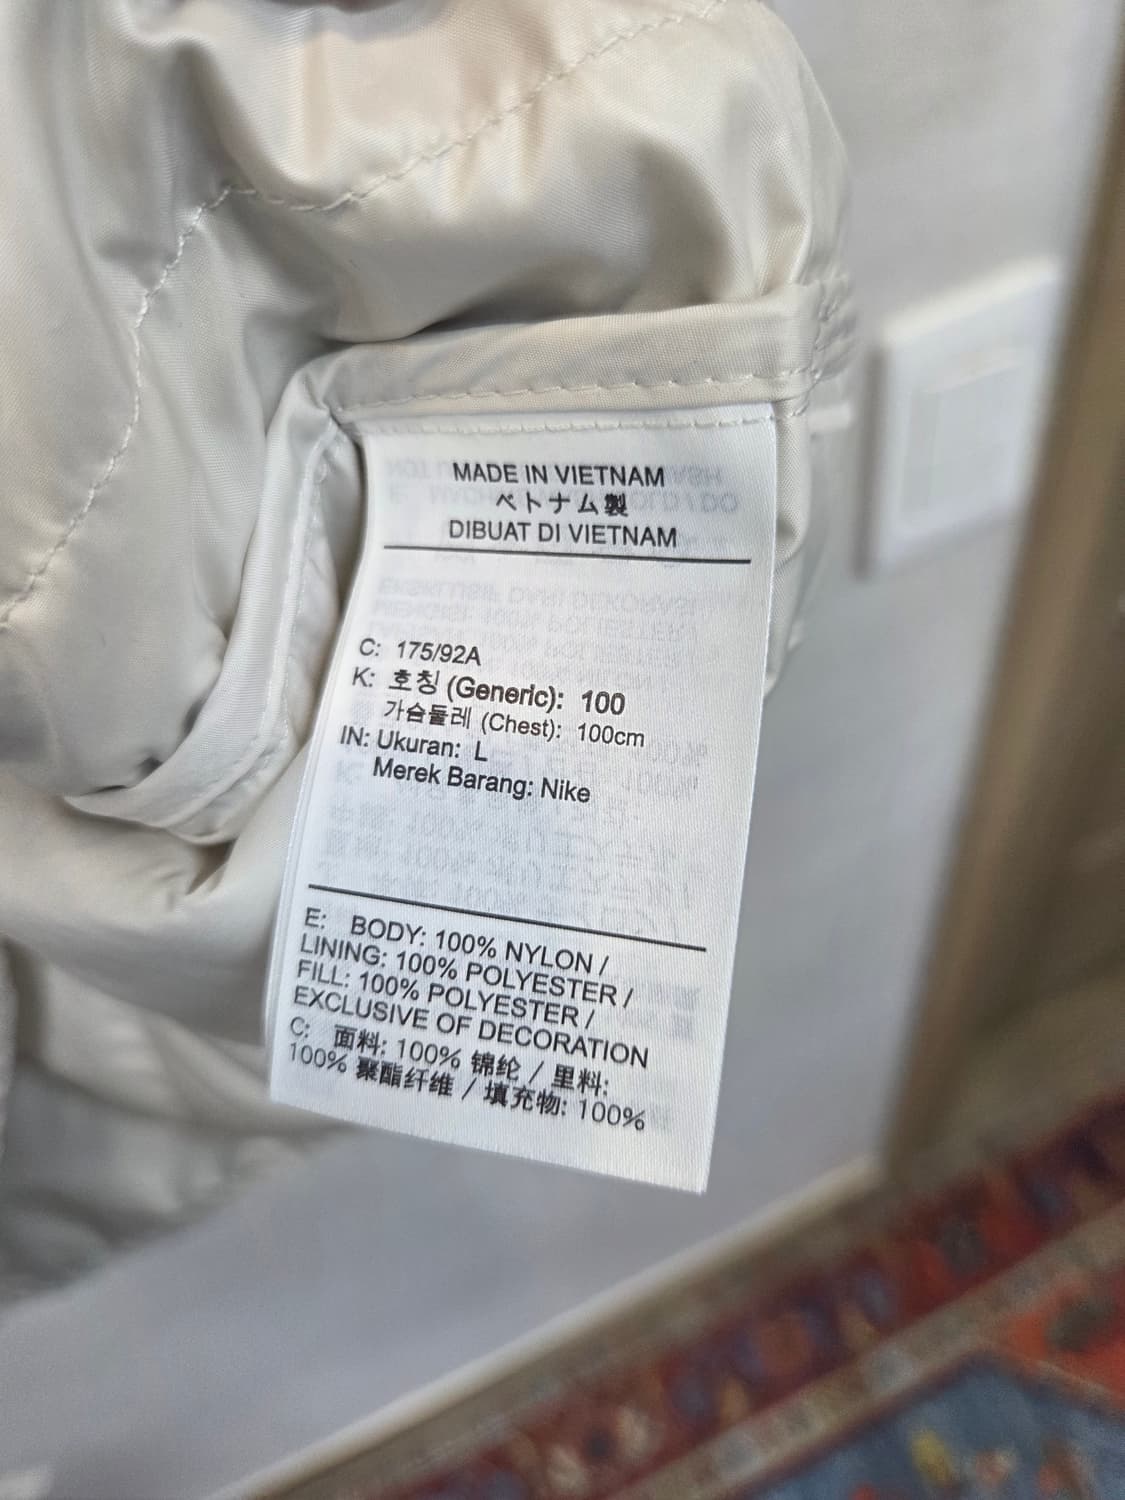 MADE IN VIETNAM
ベトナム製
DIBUAT DI VIETNAM
C: 175/92A
K: 호칭 (Generic): 100
가슴둘레 (Chest): 100cm
IN: Ukuran: L
Merek Barang: Nike
E: BODY: 100% NYLON /
LINING: 100% POLYESTER /
FILL: 100% POLYESTER /
EXCLUSIVE OF DECORATION
C: 面料: 100% 锦纶 / 里料:
100% 聚酯纤维 / 填充物: 100%